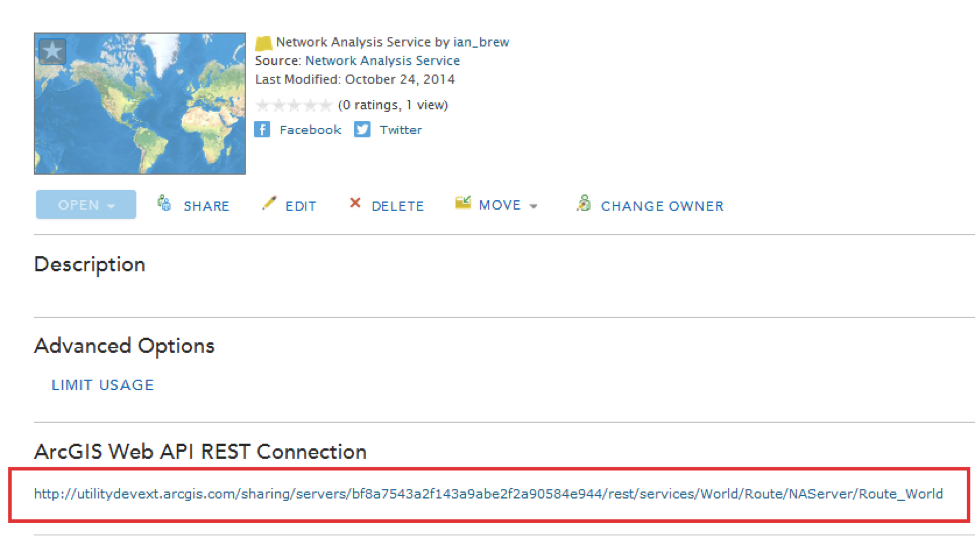 Network Analysis Service by ian_brew
Source: Network Analysis Service
Last Modified: October 24, 2014
(0 ratings, 1 view)
Facebook Twitter
OPEN SHARE EDIT DELETE MOVE CHANGE OWNER
Description
Advanced Options
LIMIT USAGE
ArcGIS Web API REST Connection
http://utilitydevext.arcgis.com/sharing/servers/bf8a7543a2f143a9abe2f2a90584e944/rest/services/World/Route/NAServer/Route_World